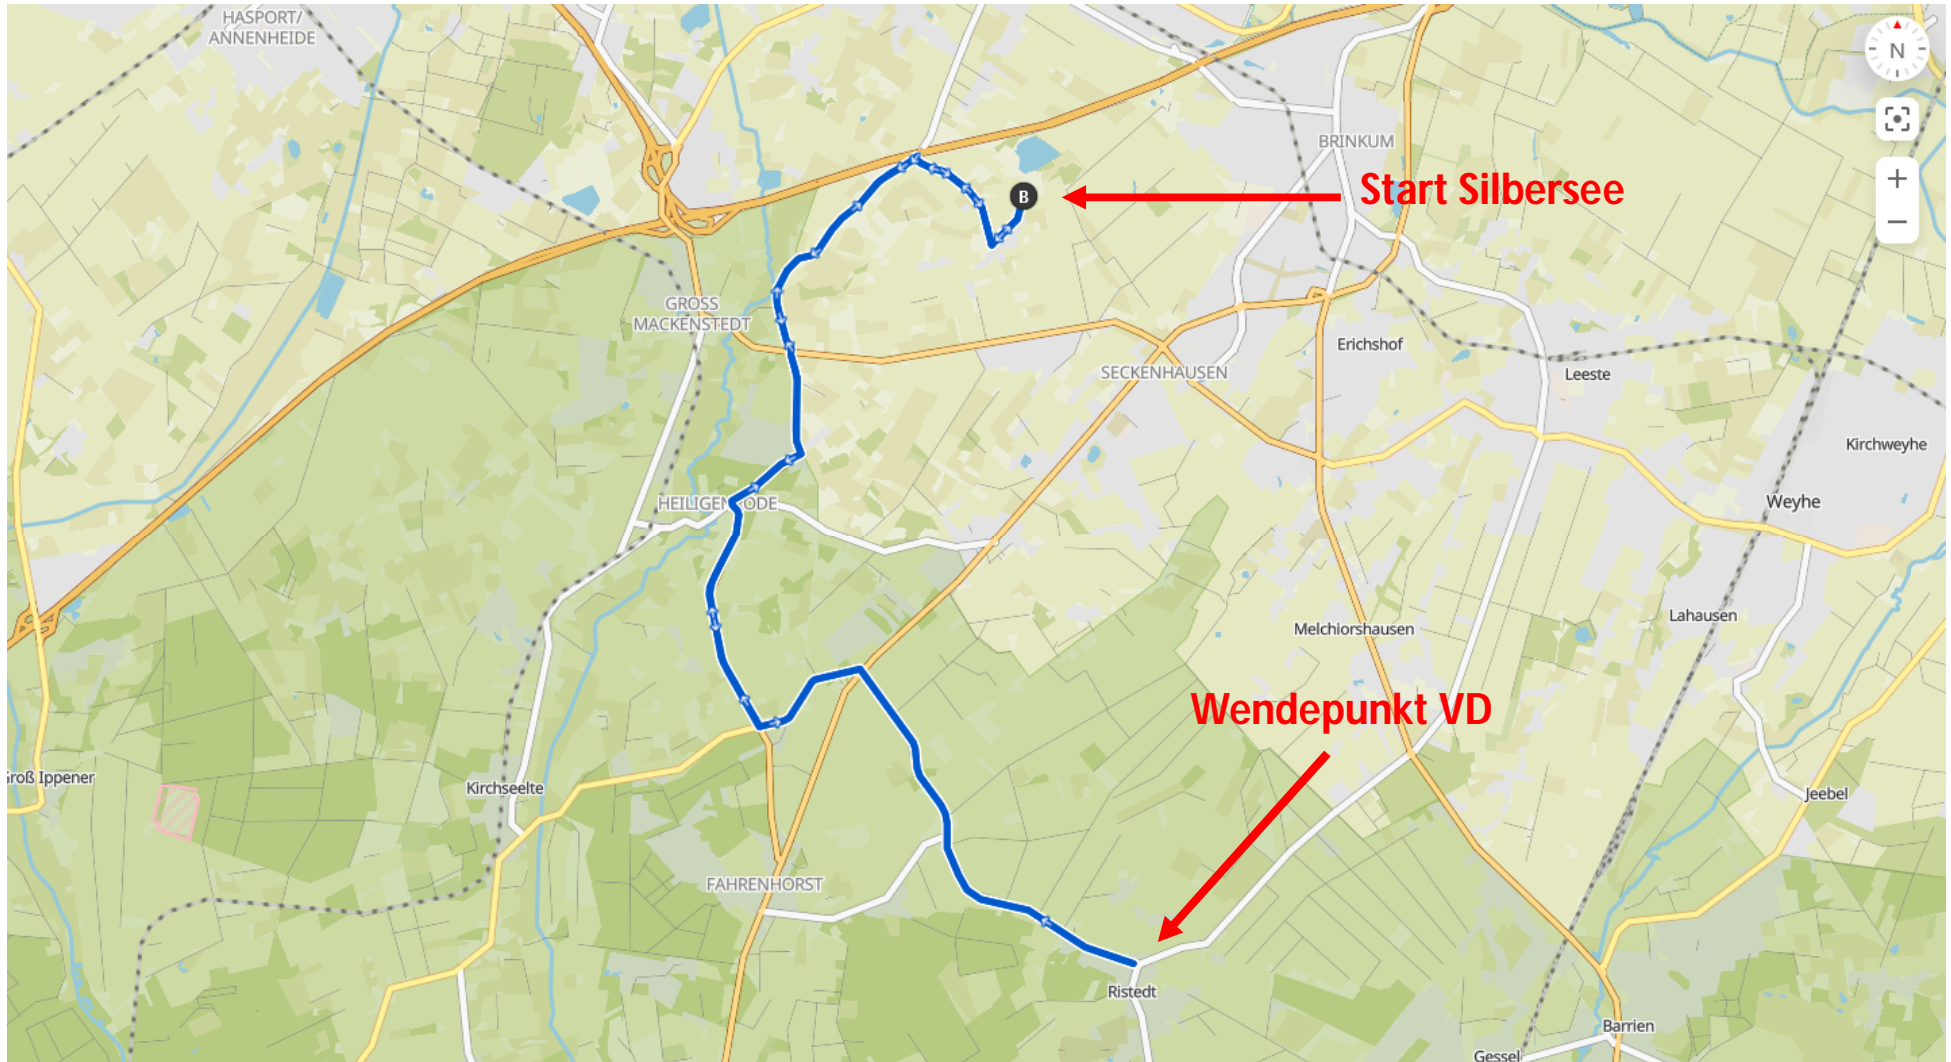 HASPORT/
ANNENHEIDE
N
BRINKUM
B
Start Silbersee
GROSS
MACKENSTEDT
Erichshof
SECKENHAUSEN
Leeste
Kirchweyhe
HEILIGENRODE
Weyhe
Lahausen
Melchiorshausen
Wendepunkt VD
Groß Ippener
Kirchseelte
Jeebel
FAHRENHORST
Ristedt
Barrien
Gessel